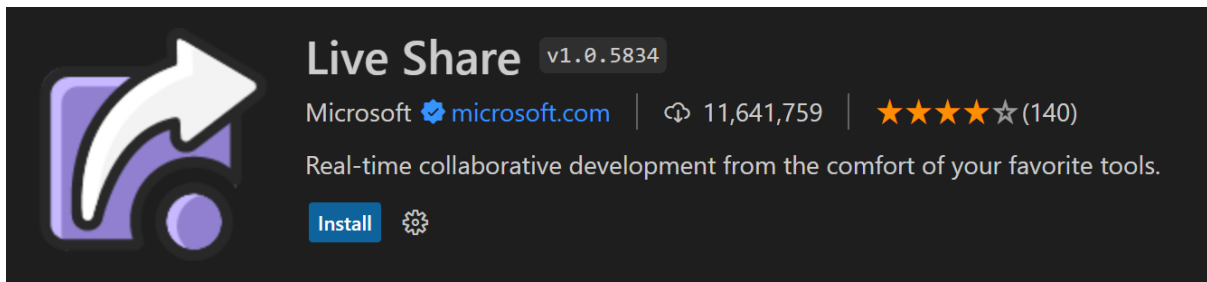 Live Share v1.0.5834
Microsoft microsoft.com 11,641,759 (140)
Real-time collaborative development from the comfort of your favorite tools.
Install